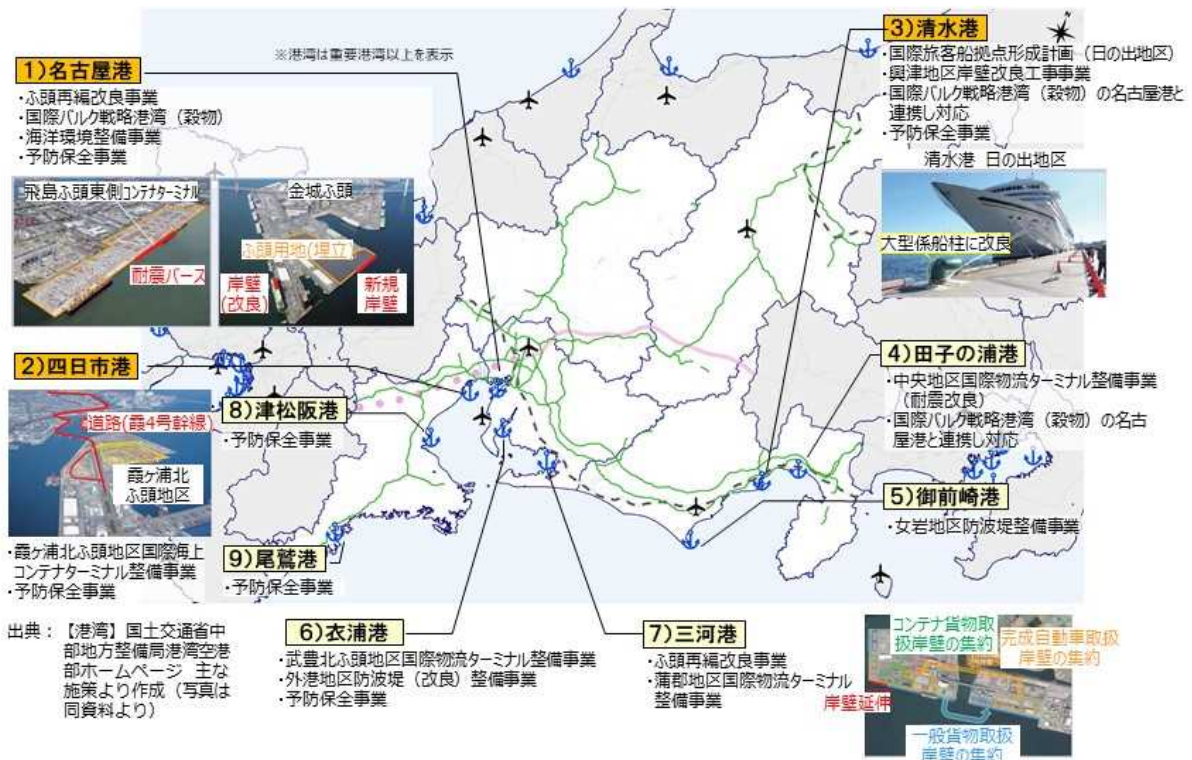 ※港湾は重要港湾以上を表示
1)名古屋港
・ふ頭再編改良事業
・国際バルク戦略港湾（穀物）
・海洋環境整備事業
・予防保全事業
飛島ふ頭東側コンテナターミナル
耐震バース
金城ふ頭
ふ頭用地(埋立)
岸壁
(改良)
新規
岸壁
2)四日市港
道路(霞4号幹線)
霞ヶ浦北
ふ頭地区
・霞ヶ浦北ふ頭地区国際海上
コンテナターミナル整備事業
・予防保全事業
3)清水港
・国際旅客船拠点形成計画（日の出地区）
・興津地区岸壁改良工事事業
・国際バルク戦略港湾（穀物）の名古屋港と
連携し対応
・予防保全事業
清水港 日の出地区
大型係船柱に改良
4)田子の浦港
・中央地区国際物流ターミナル整備事業
（耐震改良）
・国際バルク戦略港湾（穀物）の名古
屋港と連携し対応
5)御前崎港
・女岩地区防波堤整備事業
6)衣浦港
・武豊北ふ頭地区国際物流ターミナル整備事業
・外港地区防波堤（改良）整備事業
・予防保全事業
7)三河港
・ふ頭再編改良事業
・蒲郡地区国際物流ターミナル
整備事業
コンテナ貨物取
扱岸壁の集約
完成自動車取扱
岸壁の集約
岸壁延伸
一般貨物取扱
岸壁の集約
8)津松阪港
・予防保全事業
9)尾鷲港
・予防保全事業
出典：【港湾】国土交通省中
部地方整備局港湾空港
部ホームページ 主な
施策より作成（写真は
同資料より）